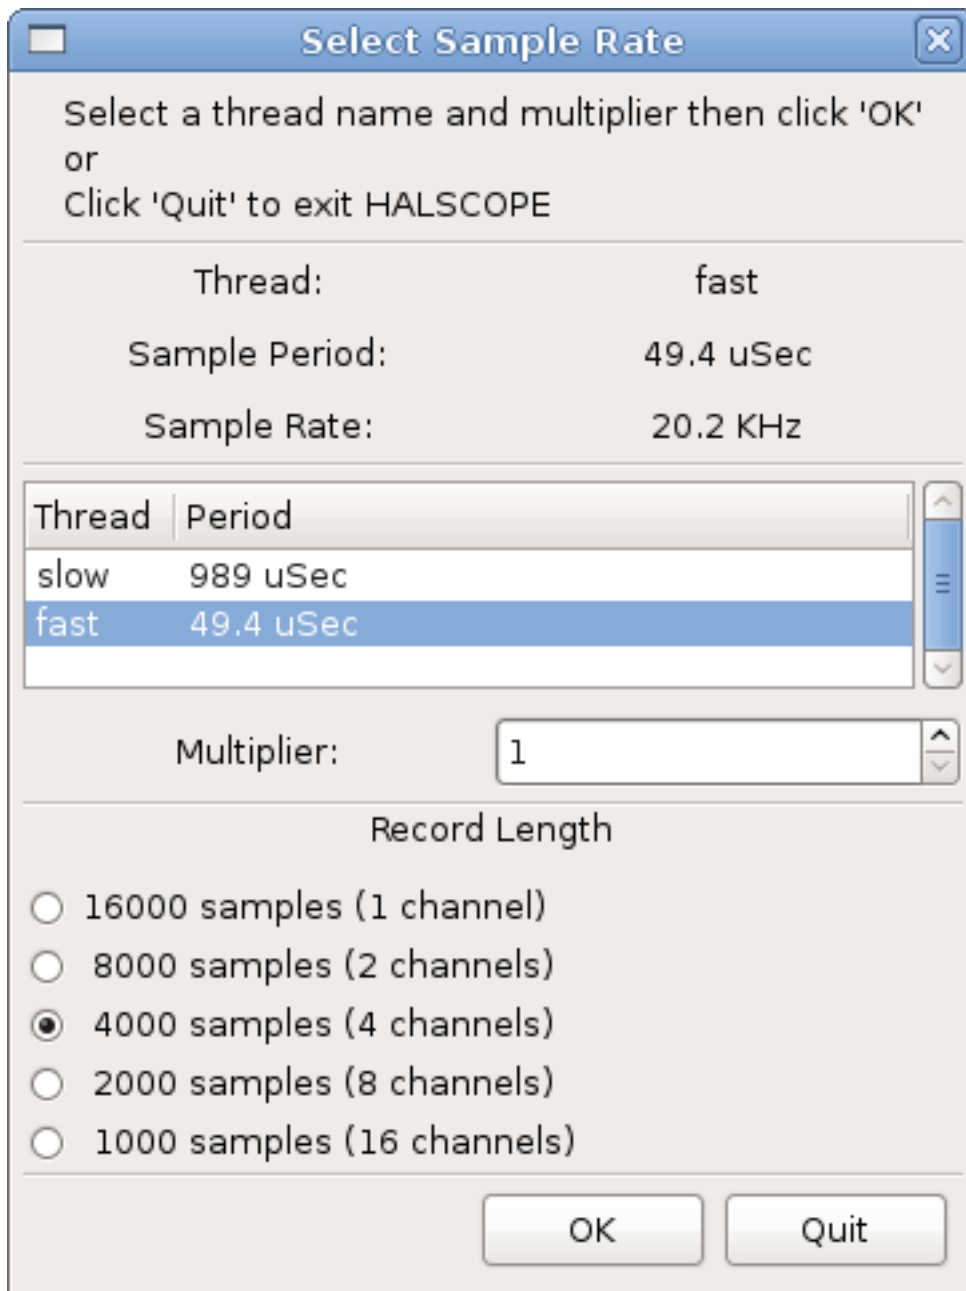 Select Sample Rate
Select a thread name and multiplier then click 'OK'
or
Click 'Quit' to exit HALSCOPE
Thread: fast
Sample Period: 49.4 uSec
Sample Rate: 20.2 KHz
Thread Period
slow 989 uSec
fast 49.4 uSec
Multiplier: 1
Record Length
16000 samples (1 channel)
8000 samples (2 channels)
4000 samples (4 channels)
2000 samples (8 channels)
1000 samples (16 channels)
OK Quit